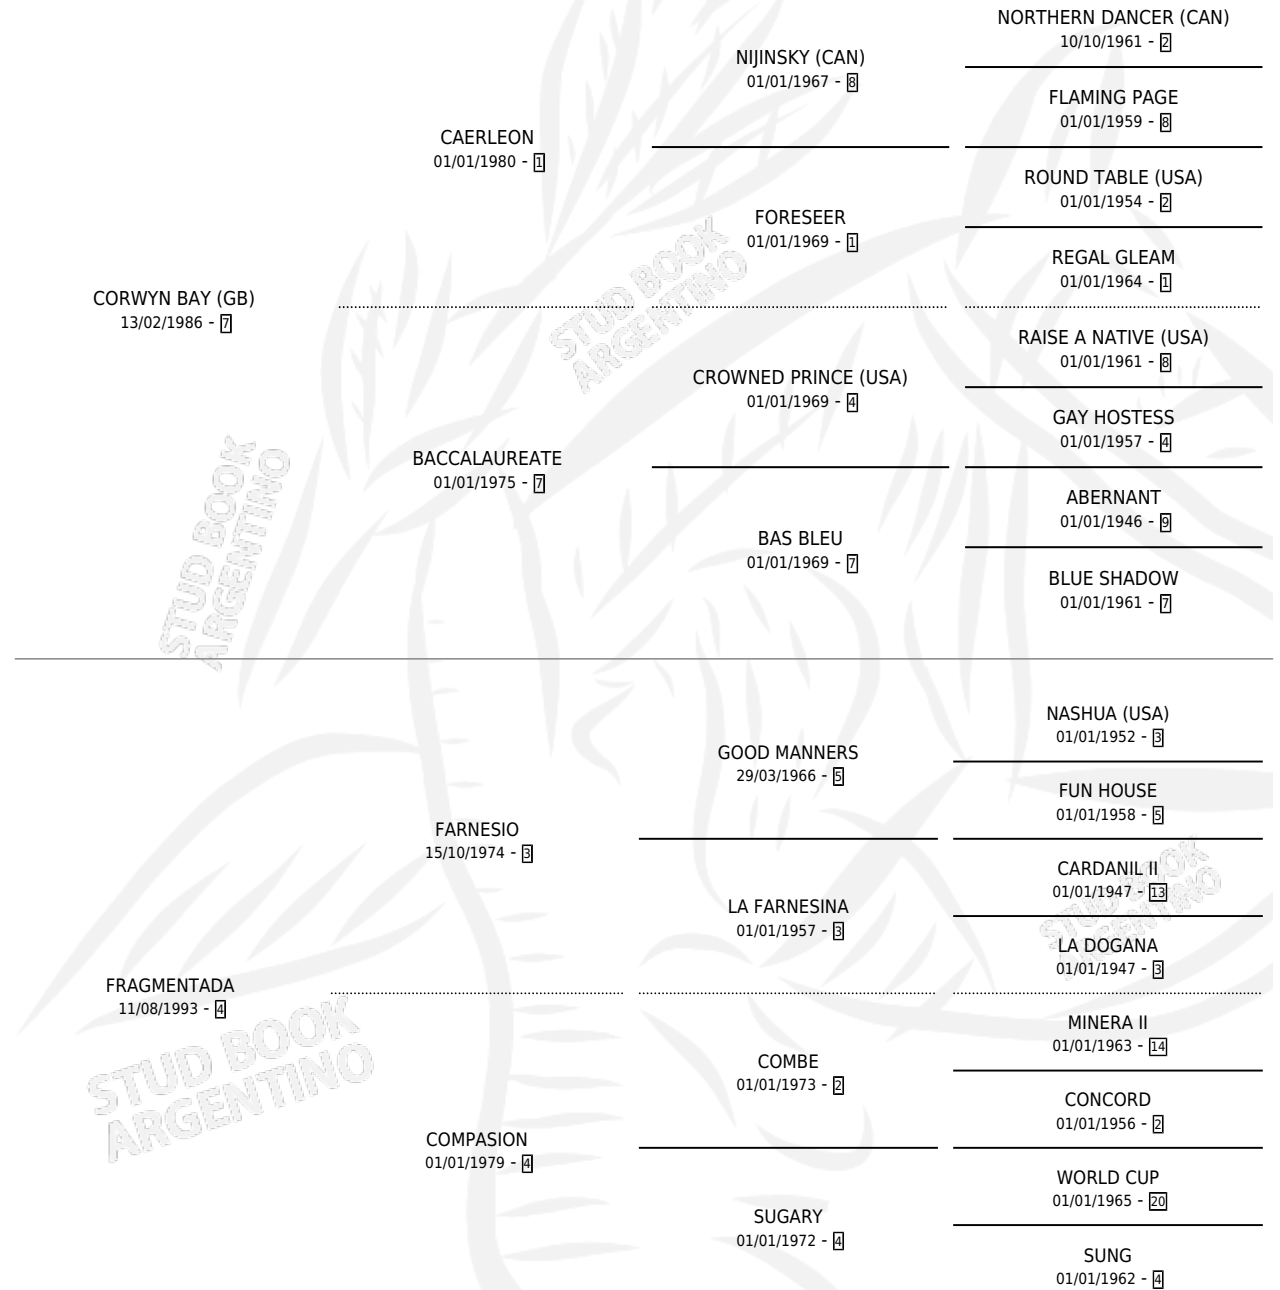 NORTHERN DANCER (CAN)
10/10/1961 - 2
NIJINSKY (CAN)
01/01/1967 - 8
FLAMING PAGE
01/01/1959 - 8
CAERLEON
01/01/1980 - 1
ROUND TABLE (USA)
01/01/1954 - 2
FORESEER
01/01/1969 - 1
REGAL GLEAM
01/01/1964 - 1
CORWYN BAY (GB)
13/02/1986 - 7
RAISE A NATIVE (USA)
01/01/1961 - 8
CROWNED PRINCE (USA)
01/01/1969 - 4
GAY HOSTESS
01/01/1957 - 4
BACCALAUREATE
01/01/1975 - 7
ABERNANT
01/01/1946 - 9
BAS BLEU
01/01/1969 - 7
BLUE SHADOW
01/01/1961 - 7
NASHUA (USA)
01/01/1952 - 3
GOOD MANNERS
29/03/1966 - 5
FUN HOUSE
01/01/1958 - 5
FARNESIO
15/10/1974 - 3
CARDANIL II
01/01/1947 - 13
LA FARNESINA
01/01/1957 - 3
LA DOGANA
01/01/1947 - 3
FRAGMENTADA
11/08/1993 - 4
MINERA II
01/01/1963 - 14
COMBE
01/01/1973 - 2
CONCORD
01/01/1956 - 2
COMPASION
01/01/1979 - 4
WORLD CUP
01/01/1965 - 20
SUGARY
01/01/1972 - 4
SUNG
01/01/1962 - 4
STUD BOOK
ARGENTINO
STUD BOOK
ARGENTINO
STUD BOOK
ARGENTINO
STUD BOOK
ARGENTINO